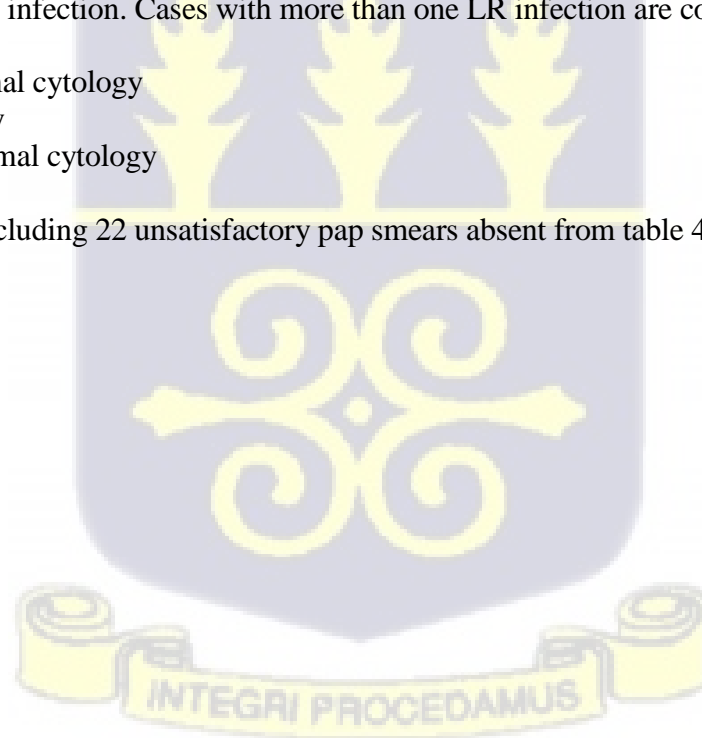 infection. Cases with more than one LR infection are co
nal cytology
y
mal cytology
cluding 22 unsatisfactory pap smears absent from table 4
INTEGRI PROCEDAMUS